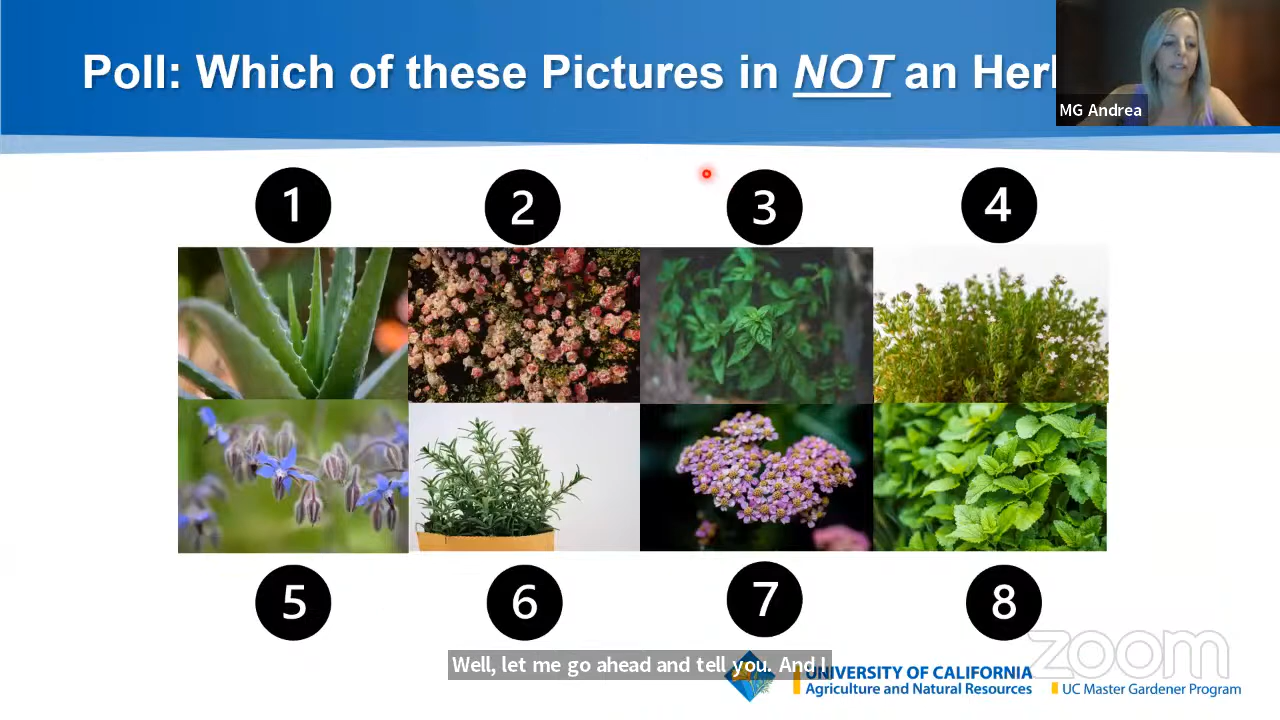 Poll: Which of these Pictures in NOT an Her
MG Andrea
1
2
3
4
5
6
7
8
Well, let me go ahead and tell you. And I
UNIVERSITY OF CALIFORNIA
Agriculture and Natural Resources
UC Master Gardener Program
zoom